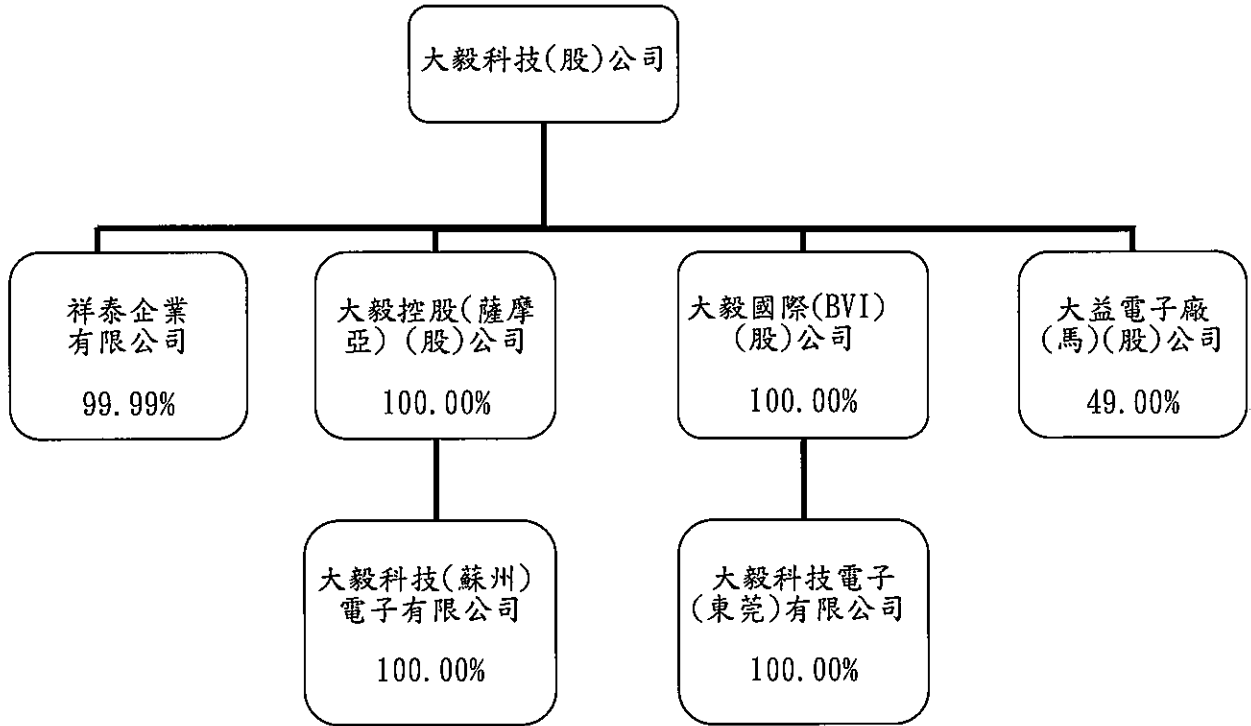 大毅科技(股)公司
祥泰企業
有限公司
99.99%
大毅控股(薩摩
亞) (股)公司
100.00%
大毅國際(BVI)
(股)公司
100.00%
大益電子廠
(馬)(股)公司
49.00%
大毅科技(蘇州)
電子有限公司
100.00%
大毅科技電子
(東莞)有限公司
100.00%